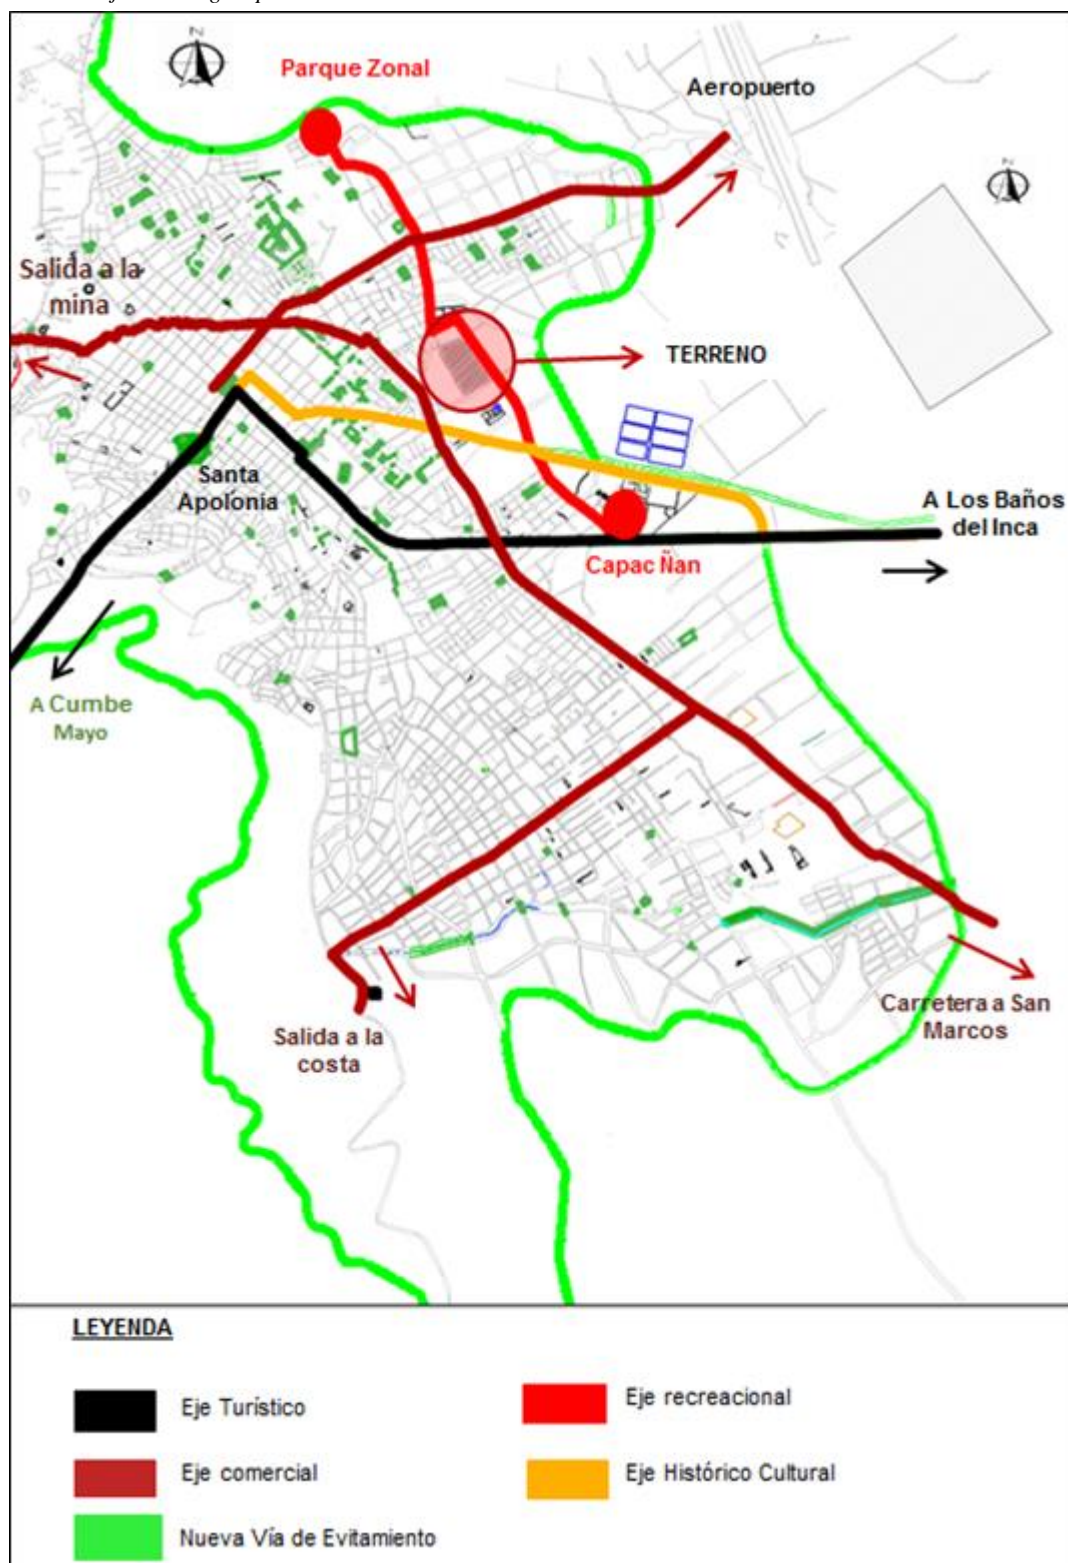 Parque Zonal
Aeropuerto
N
N
Salida a la
mina
TERRENO
Santa
Apolonia
A Los Baños
del Inca
Capac Ñan
A Cumbe
Mayo
Salida a la
costa
Carretera a San
Marcos
LEYENDA
Eje Turístico
Eje recreacional
Eje comercial
Eje Histórico Cultural
Nueva Vía de Evitamiento